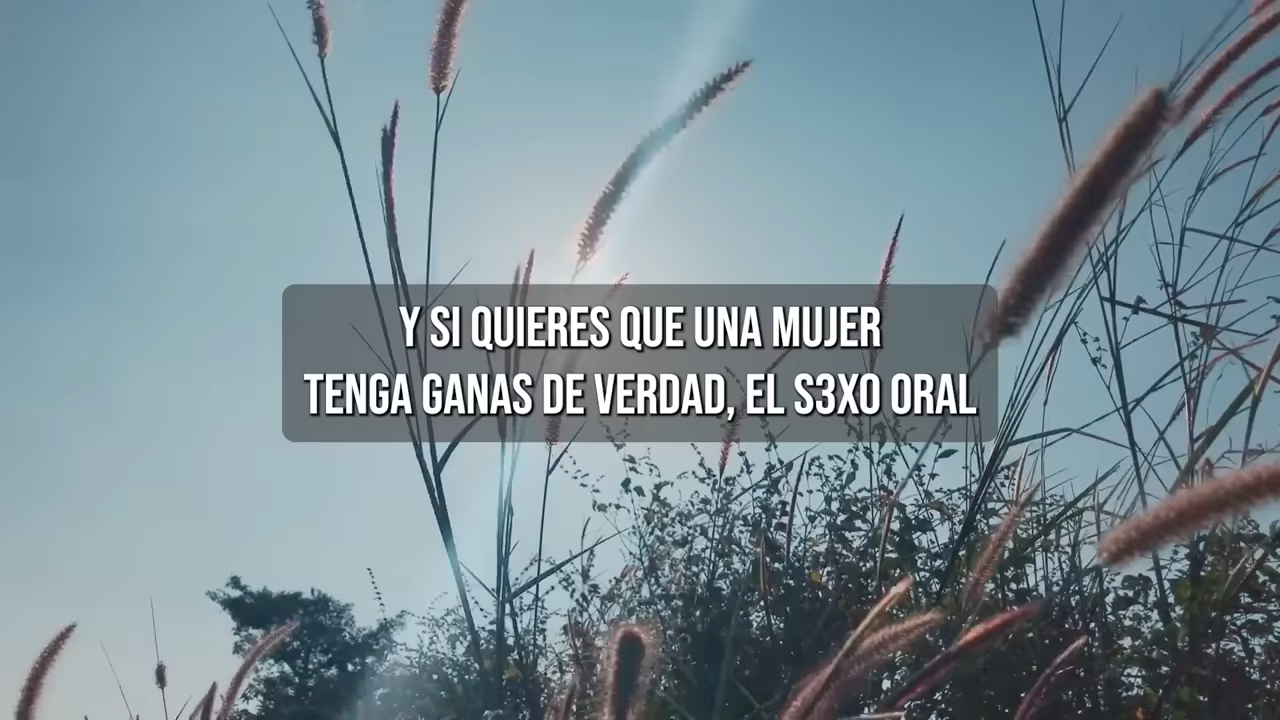 Y SI QUIERES QUE UNA MUJER
TENGA GANAS DE VERDAD, EL S3XO ORAL